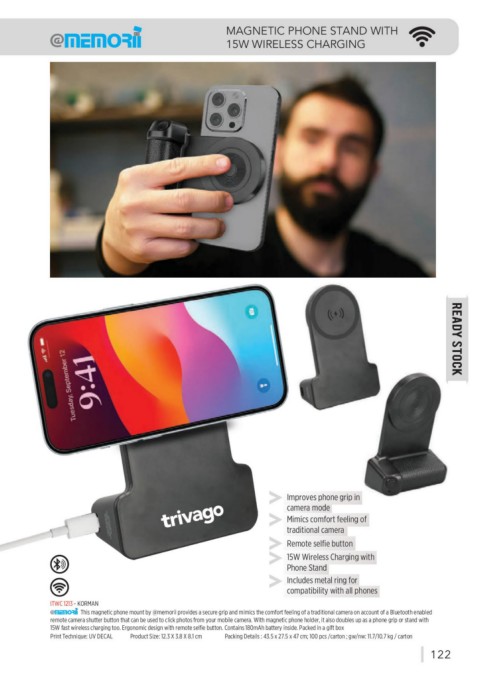 @memorii
MAGNETIC PHONE STAND WITH
15W WIRELESS CHARGING
READY STOCK
Tuesday, September 12
9:41
trivago
Improves phone grip in
camera mode
Mimics comfort feeling of
traditional camera
Remote selfie button
15W Wireless Charging with
Phone Stand
Includes metal ring for
compatibility with all phones
ITWC 1213 - KORMAN
@memorii This magnetic phone mount by @memorii provides a secure grip and mimics the comfort feeling of a traditional camera on account of a Bluetooth enabled
remote camera shutter button that can be used to click photos from your mobile camera. With magnetic phone holder, it also doubles up as a phone grip or stand with
15W fast wireless charging too. Ergonomic design with remote selfie button. Contains 180mAh battery inside. Packed in a gift box
Print Technique: UV DECAL Product Size: 12.3 X 3.8 X 8.1 cm Packing Details : 43.5 x 27.5 x 47 cm; 100 pcs /carton ; gw/nw: 11.7/10.7 kg / carton
122